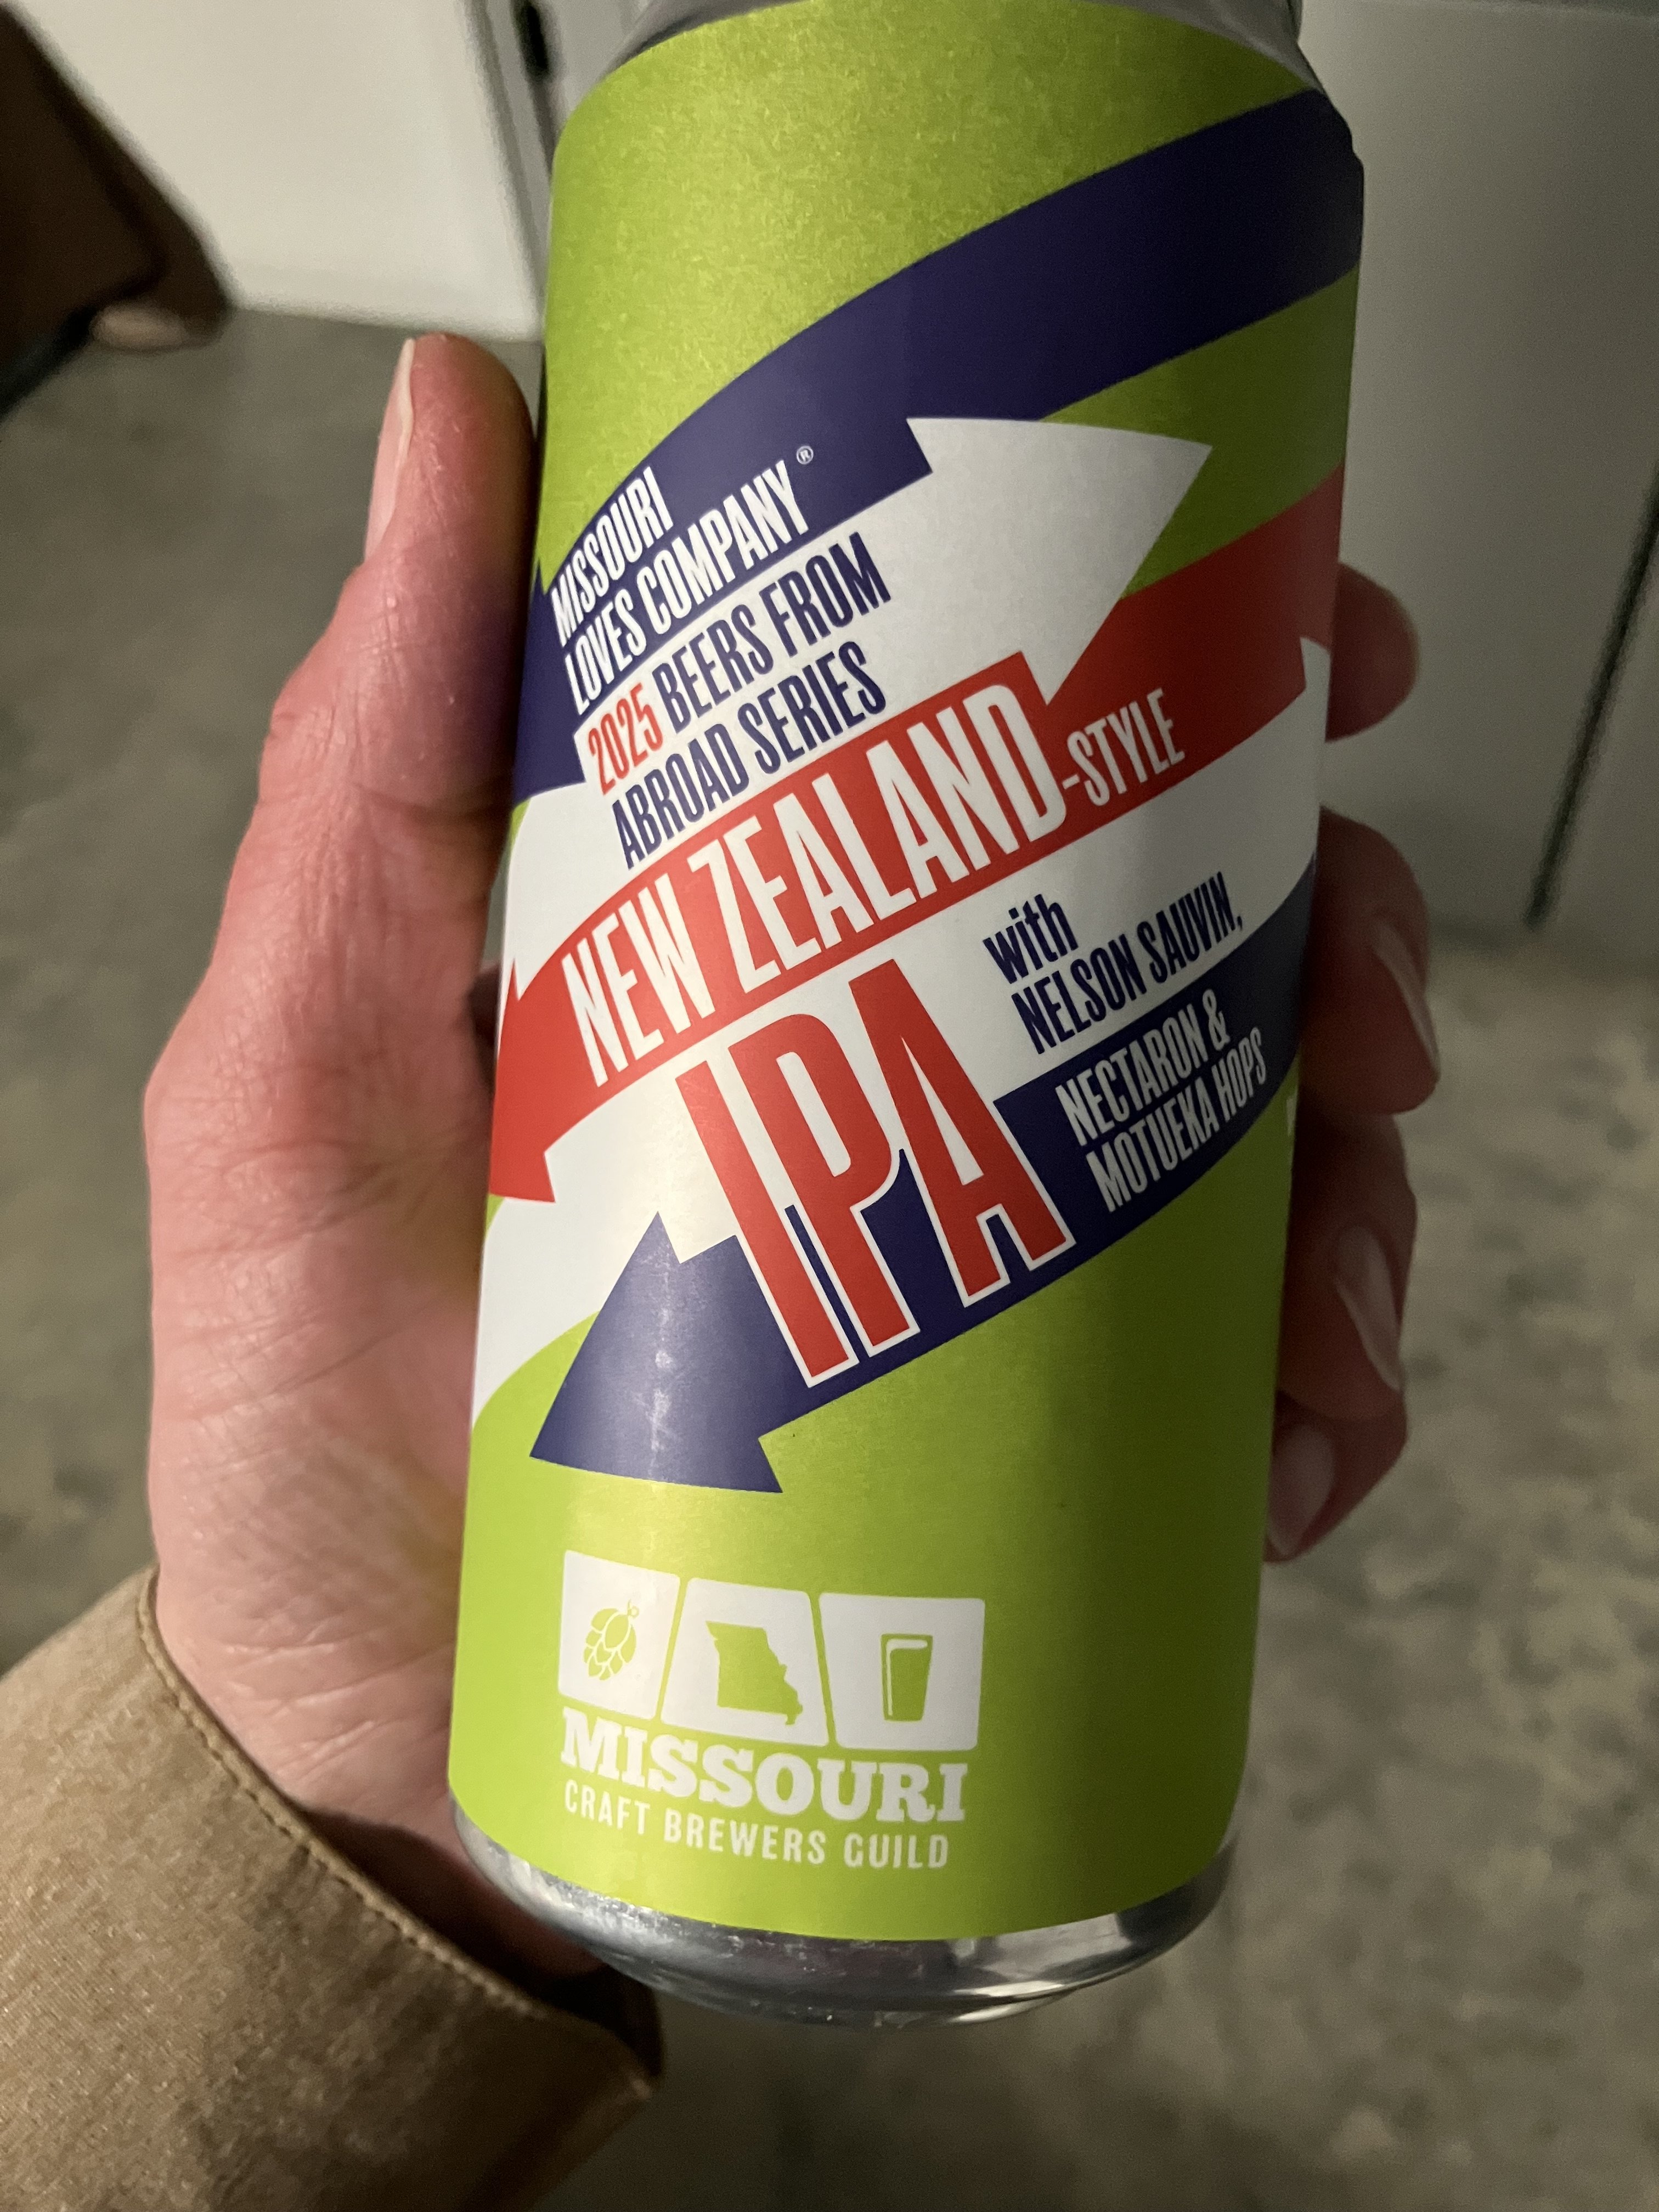 MISSOURI
LOVES COMPANY®
2025 BEERS FROM
ABROAD SERIES
NEW ZEALAND-STYLE
IPA
with
NELSON SAUVIN,
NECTARON &
MOTUEKA HOPS
MISSOURI
CRAFT BREWERS GUILD